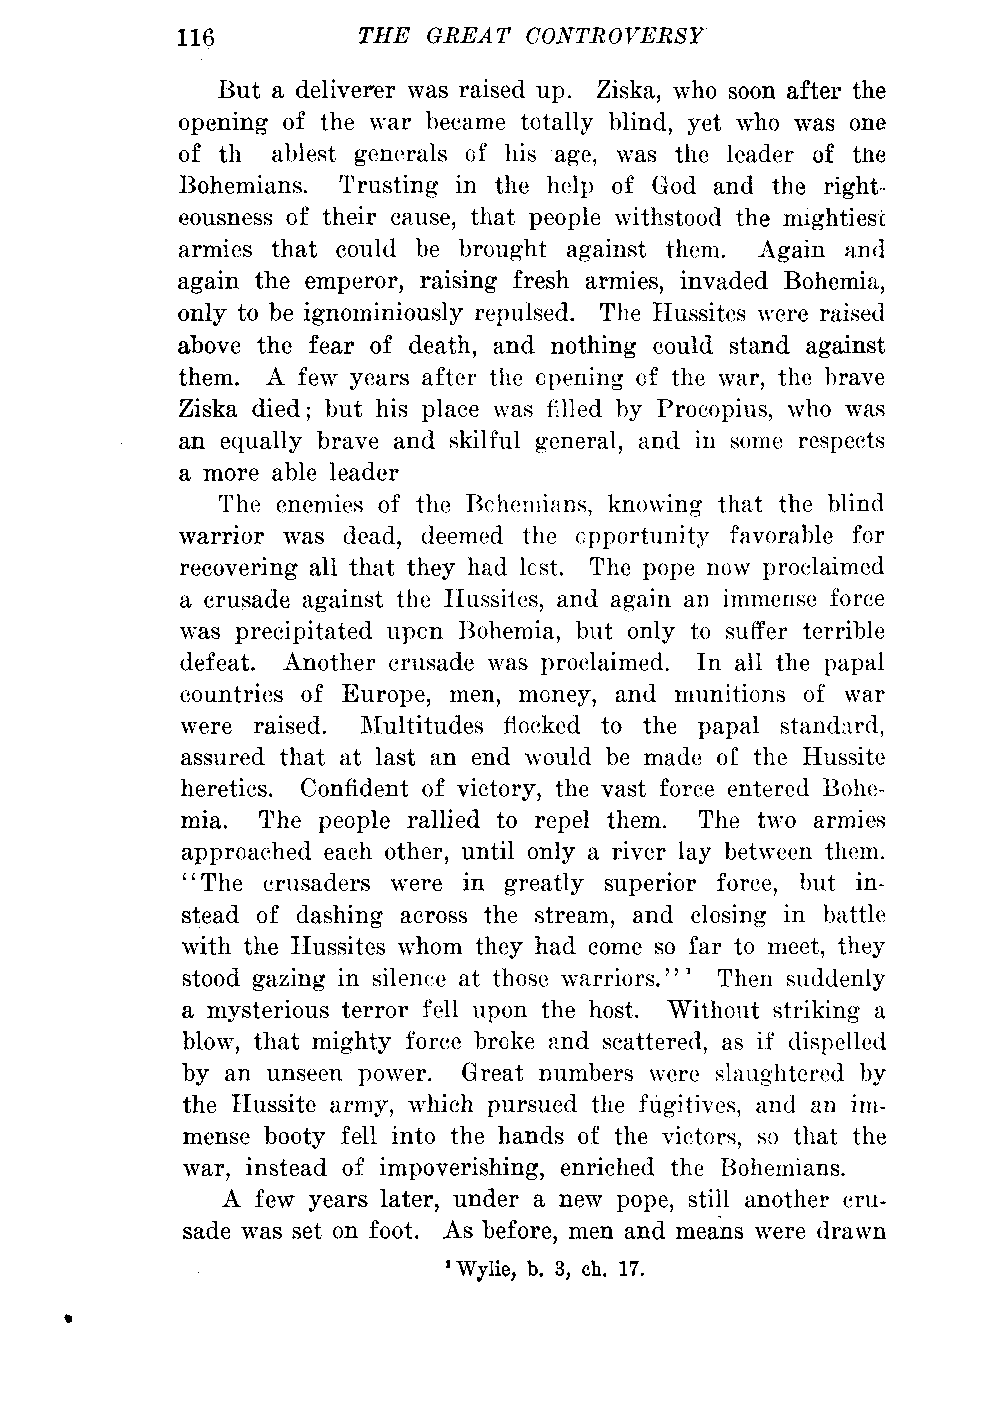 116 THE GREAT CONTROVERSY
But a deliverer was raised up. Ziska, who soon after the
opening of the war became totally blind, yet who was one
of th ablest generals of his age, was the leader of the
Bohemians. Trusting in the help of God and the right-
eousness of their cause, that people withstood the mightiest
armies that could be brought against them. Again and
again the emperor, raising fresh armies, invaded Bohemia,
only to be ignominiously repulsed. The Hussites were raised
above the fear of death, and nothing could stand against
them. A few years after the opening of the war, the brave
Ziska died; but his place was filled by Procopius, who was
an equally brave and skilful general, and in some respects
a more able leader
The enemies of the Bohemians, knowing that the blind
warrior was dead, deemed the opportunity favorable for
recovering all that they had lost. The pope now proclaimed
a crusade against the Hussites, and again an immense force
was precipitated upon Bohemia, but only to suffer terrible
defeat. Another crusade was proclaimed. In all the papal
countries of Europe, men, money, and munitions of war
were raised. Multitudes flocked to the papal standard,
assured that at last an end would be made of the Hussite
heretics. Confident of victory, the vast force entered Bohe-
mia. The people rallied to repel them. The two armies
approached each other, until only a river lay between them.
"The crusaders were in greatly superior force, but in-
stead of dashing across the stream, and closing in battle
with the Hussites whom they had come so far to meet, they
stood gazing in silence at those warriors."¹ Then suddenly
a mysterious terror fell upon the host. Without striking a
blow, that mighty force broke and scattered, as if dispelled
by an unseen power. Great numbers were slaughtered by
the Hussite army, which pursued the fugitives, and an im-
mense booty fell into the hands of the victors, so that the
war, instead of impoverishing, enriched the Bohemians.
A few years later, under a new pope, still another cru-
sade was set on foot. As before, men and means were drawn
¹ Wylie, b. 3, ch. 17.